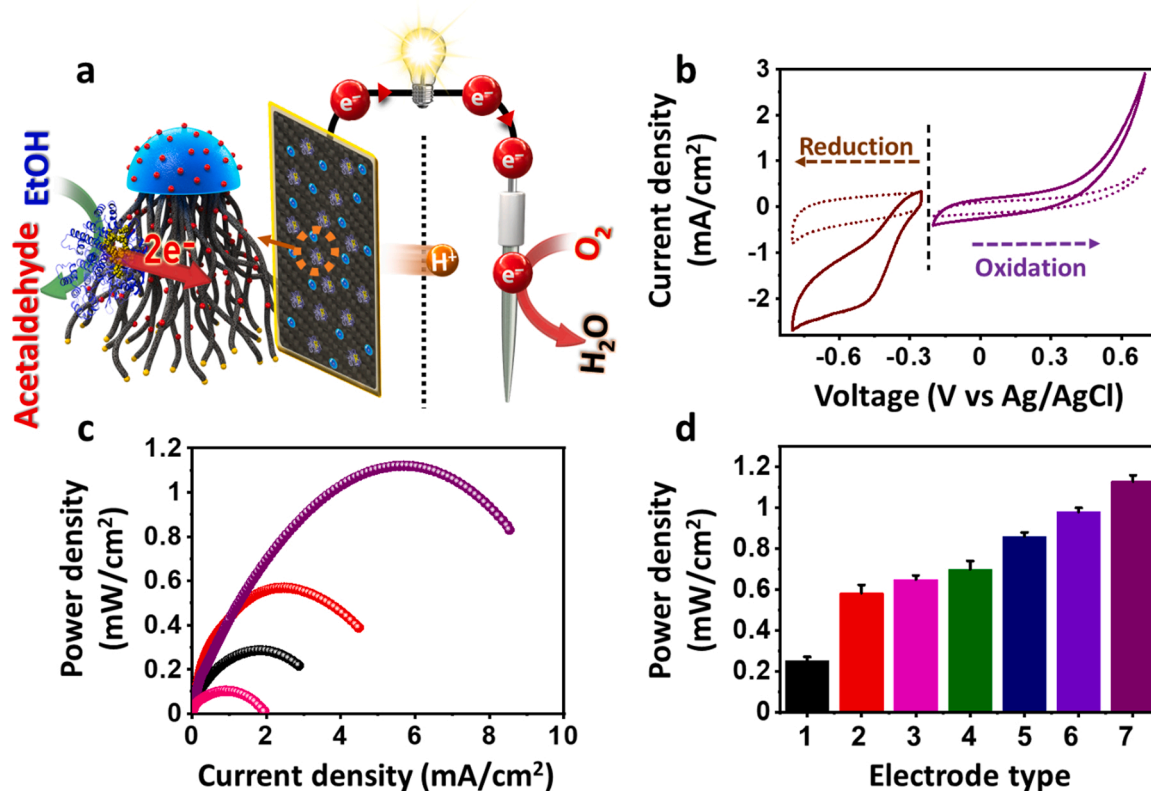 a
EtOH
Acetaldehyde
2e-
e-
e-
e-
e-
H+
O2
H2O
b
3
2
1
0
-1
-2
Current density
(mA/cm2)
Reduction
Oxidation
-0.6 -0.3 0 0.3 0.6
Voltage (V vs Ag/AgCl)
c
1.2
1
0.8
0.6
0.4
0.2
0
Power density
(mW/cm2)
0 2 4 6 8 10
Current density (mA/cm2)
d
1.2
1
0.8
0.6
0.4
0.2
0
Power density
(mW/cm2)
1 2 3 4 5 6 7
Electrode type